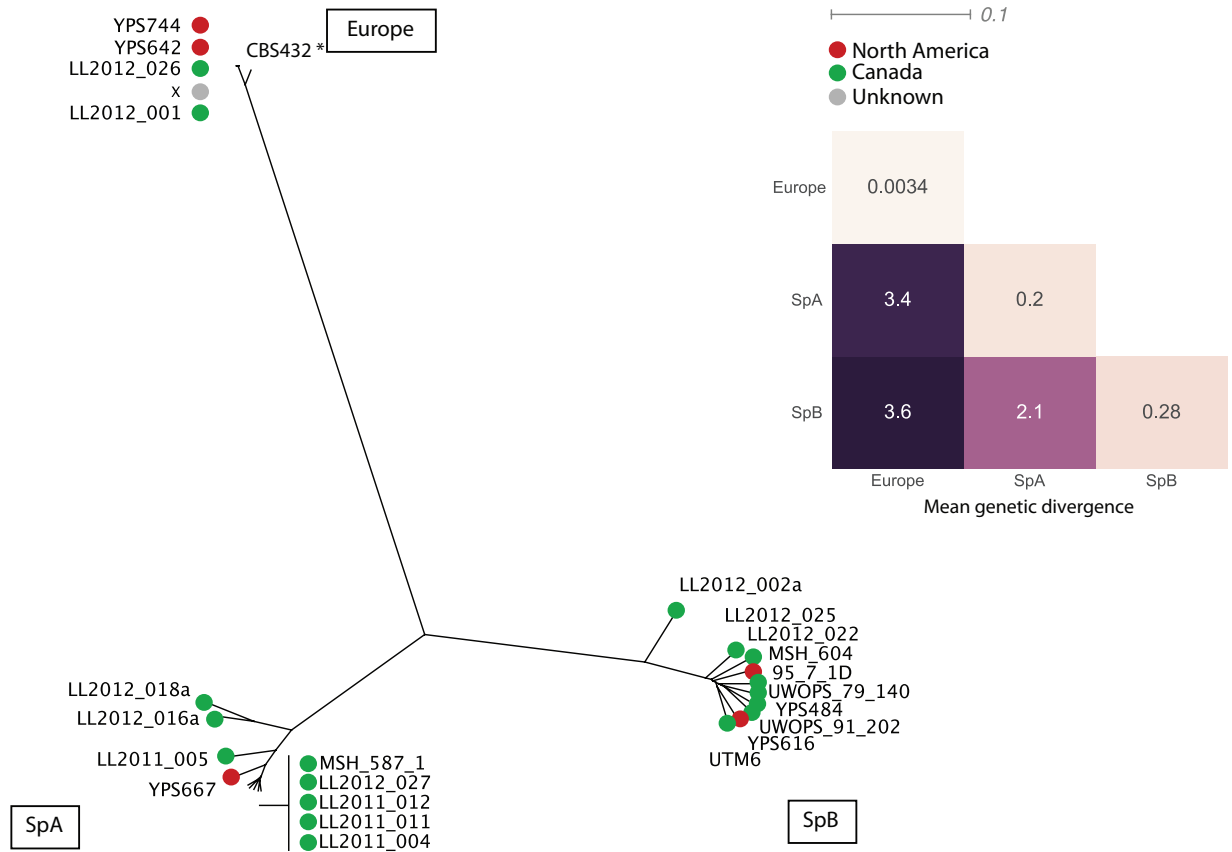 YPS744
YPS642
LL2012_026
x
LL2012_001
CBS432 *
Europe
0.1
North America
Canada
Unknown
Europe
0.0034
SpA
3.4
0.2
SpB
3.6
2.1
0.28
Europe
SpA
SpB
Mean genetic divergence
LL2012_002a
LL2012_025
LL2012_022
MSH_604
95_7_1D
UWOPS_79_140
YPS484
UWOPS_91_202
YPS616
UTM6
SpB
LL2012_018a
LL2012_016a
LL2011_005
YPS667
MSH_587_1
LL2012_027
LL2011_012
LL2011_011
LL2011_004
SpA